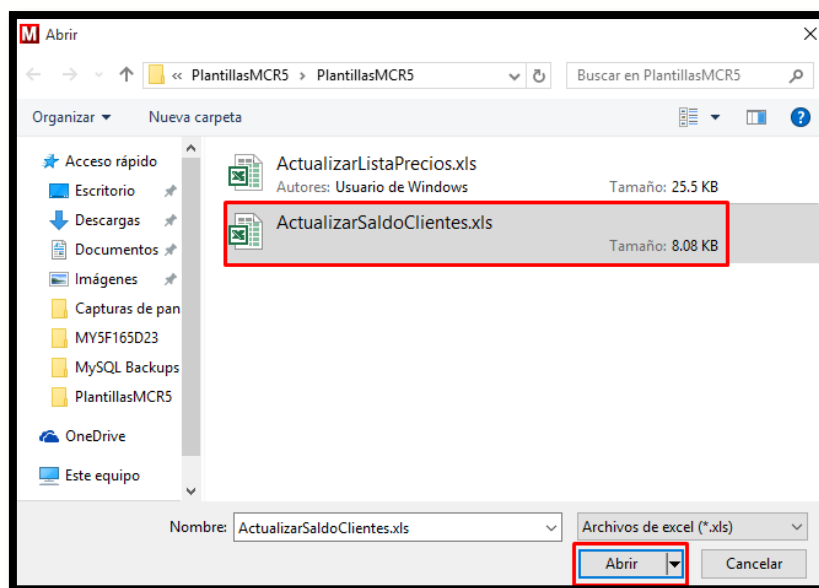 M Abrir
« PlantillasMCR5 › PlantillasMCR5
Buscar en PlantillasMCR5
Organizar
Nueva carpeta
?
Acceso rápido
Escritorio
Descargas
Documentos
Imágenes
Capturas de pan
MY5F165D23
MySQL Backups
PlantillasMCR5
OneDrive
Este equipo
ActualizarListaPrecios.xls
Autores: Usuario de Windows
Tamaño: 25.5 KB
ActualizarSaldoClientes.xls
Tamaño: 8.08 KB
Nombre: ActualizarSaldoClientes.xls
Archivos de excel (*.xls)
Abrir
Cancelar